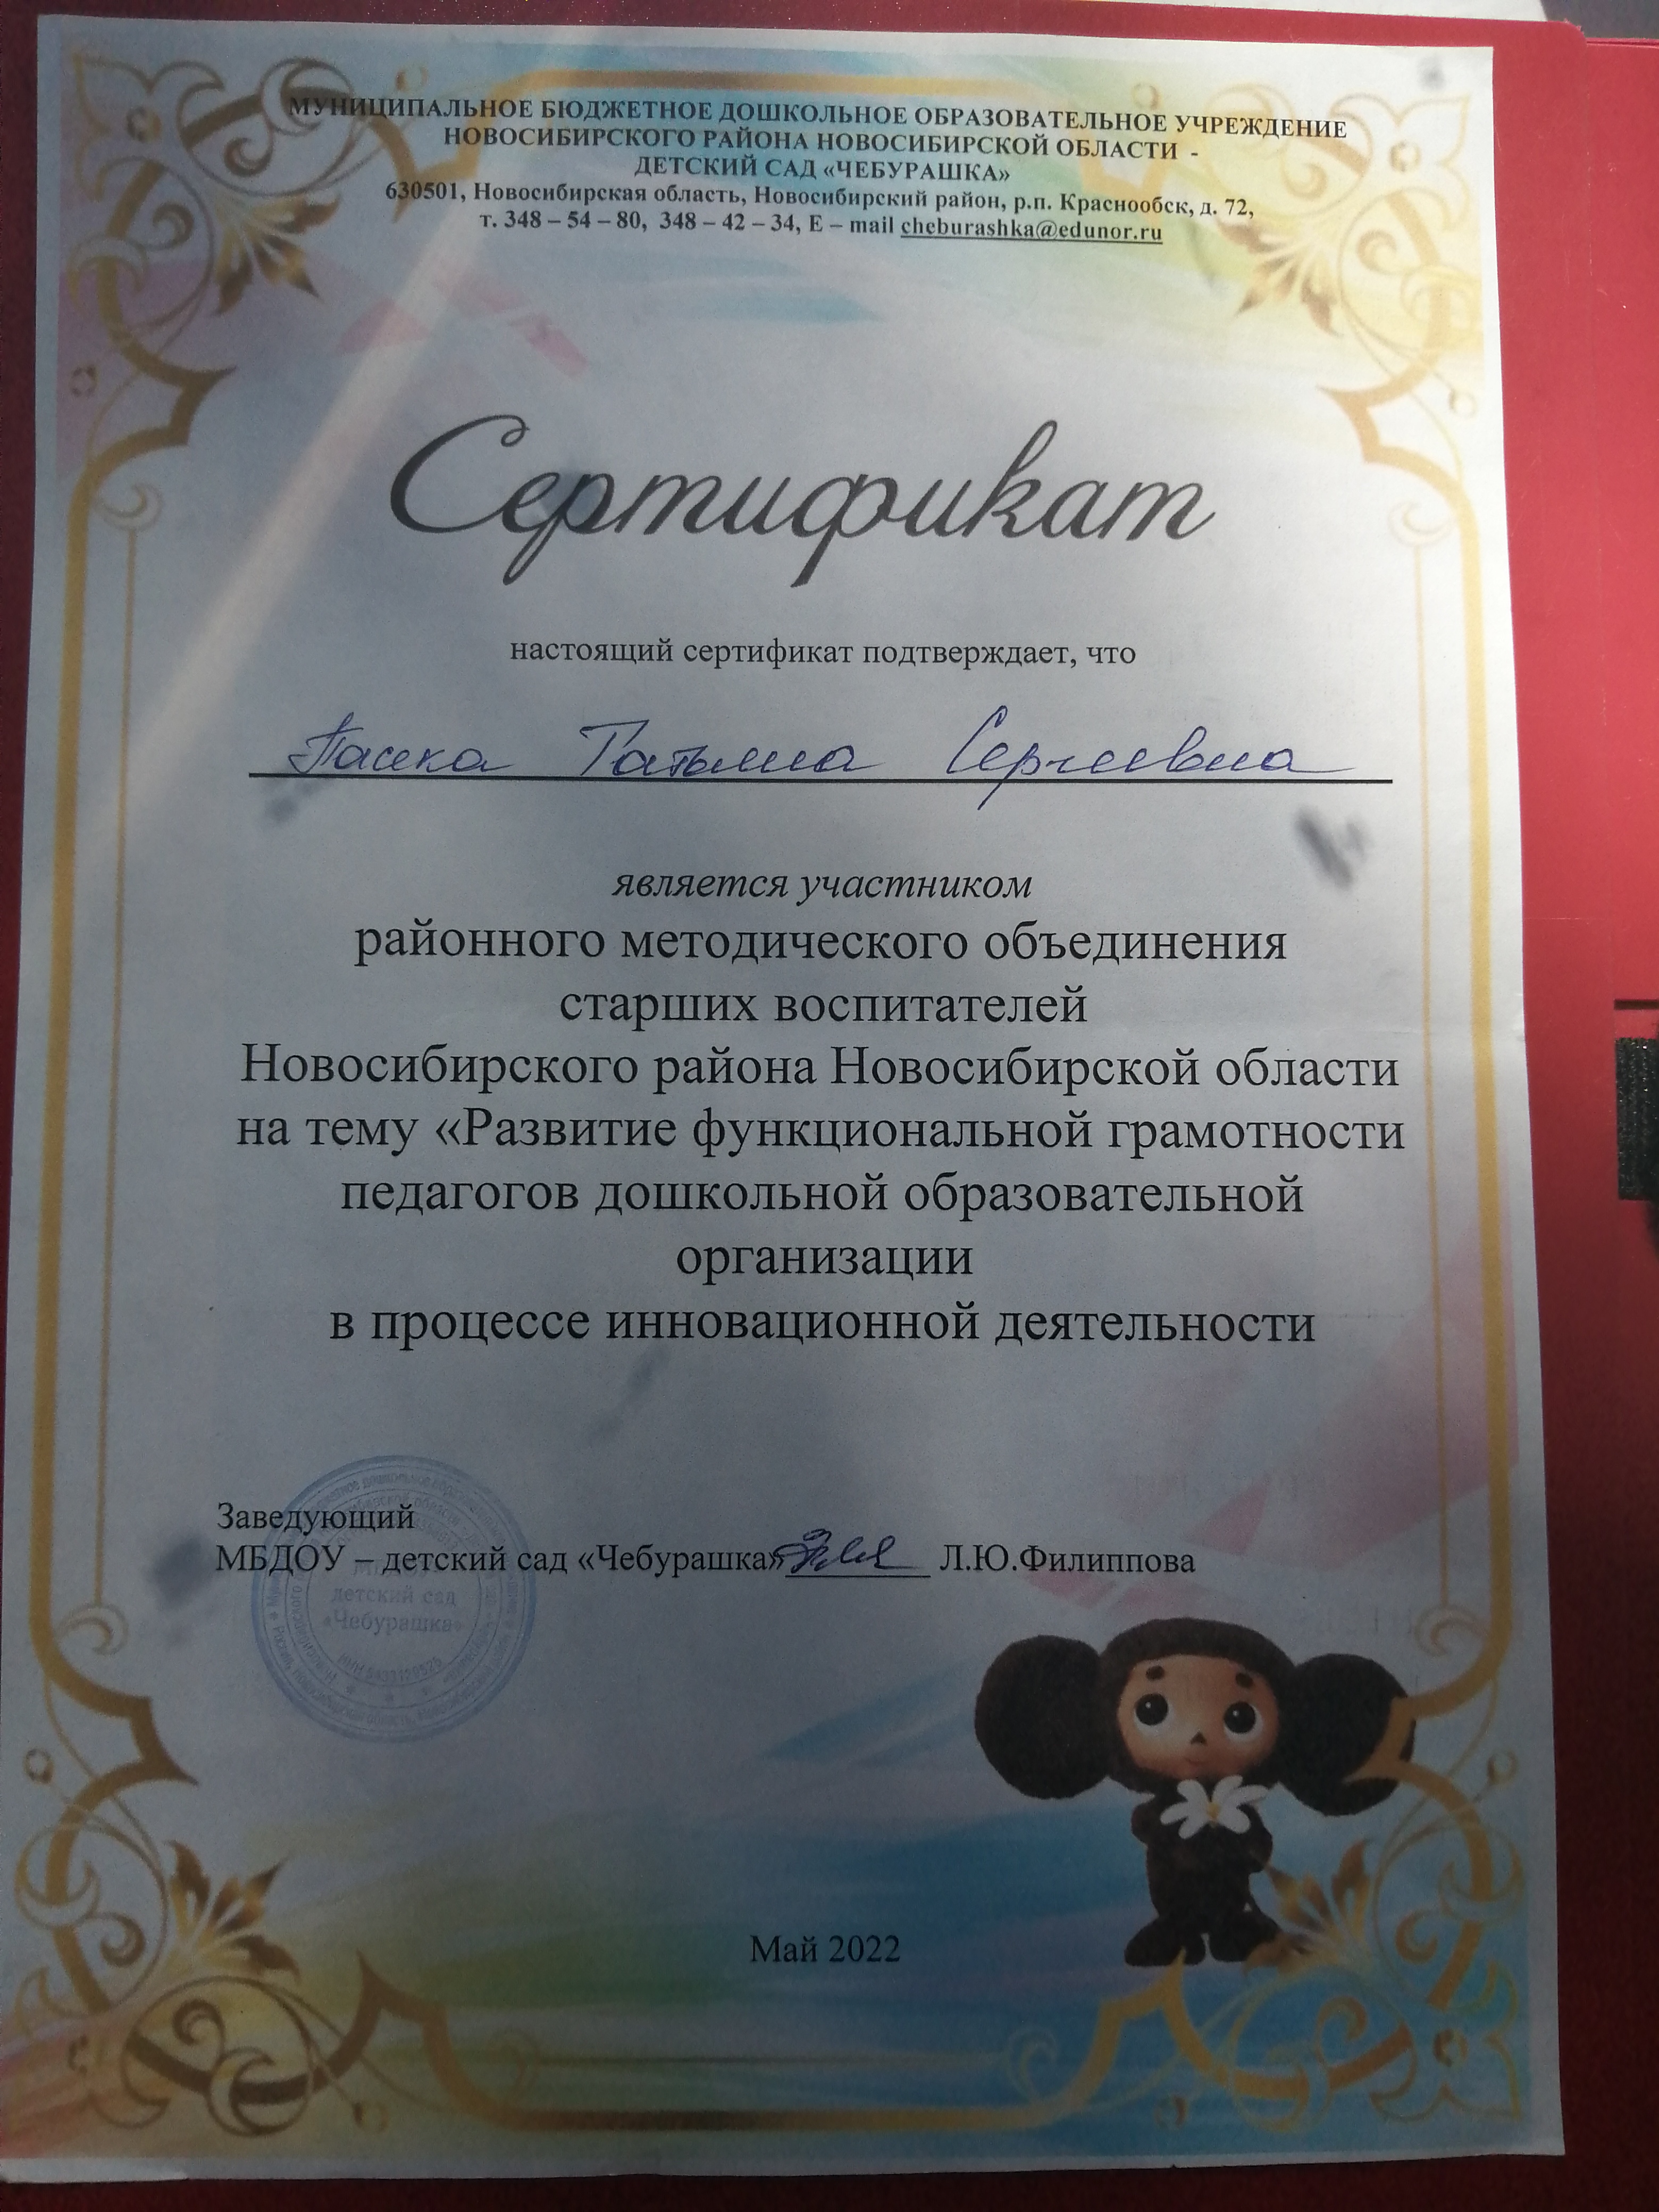 МУНИЦИПАЛЬНОЕ БЮДЖЕТНОЕ ДОШКОЛЬНОЕ ОБРАЗОВАТЕЛЬНОЕ УЧРЕЖДЕНИЕ
НОВОСИБИРСКОГО РАЙОНА НОВОСИБИРСКОЙ ОБЛАСТИ -
ДЕТСКИЙ САД «ЧЕБУРАШКА»
630501, Новосибирская область, Новосибирский район, р.п. Краснообск, д. 72,
т. 348 – 54 – 80, 348 – 42 – 34, E – mail cheburashka@edunor.ru
Сертификат
настоящий сертификат подтверждает, что
Татьяна Сергеевна
является участником
районного методического объединения
старших воспитателей
Новосибирского района Новосибирской области
на тему «Развитие функциональной грамотности
педагогов дошкольной образовательной
организации
в процессе инновационной деятельности
Заведующий
МБДОУ – детский сад «Чебурашка» Л.Ю.Филиппова
детский сад
«Чебурашка»
Май 2022